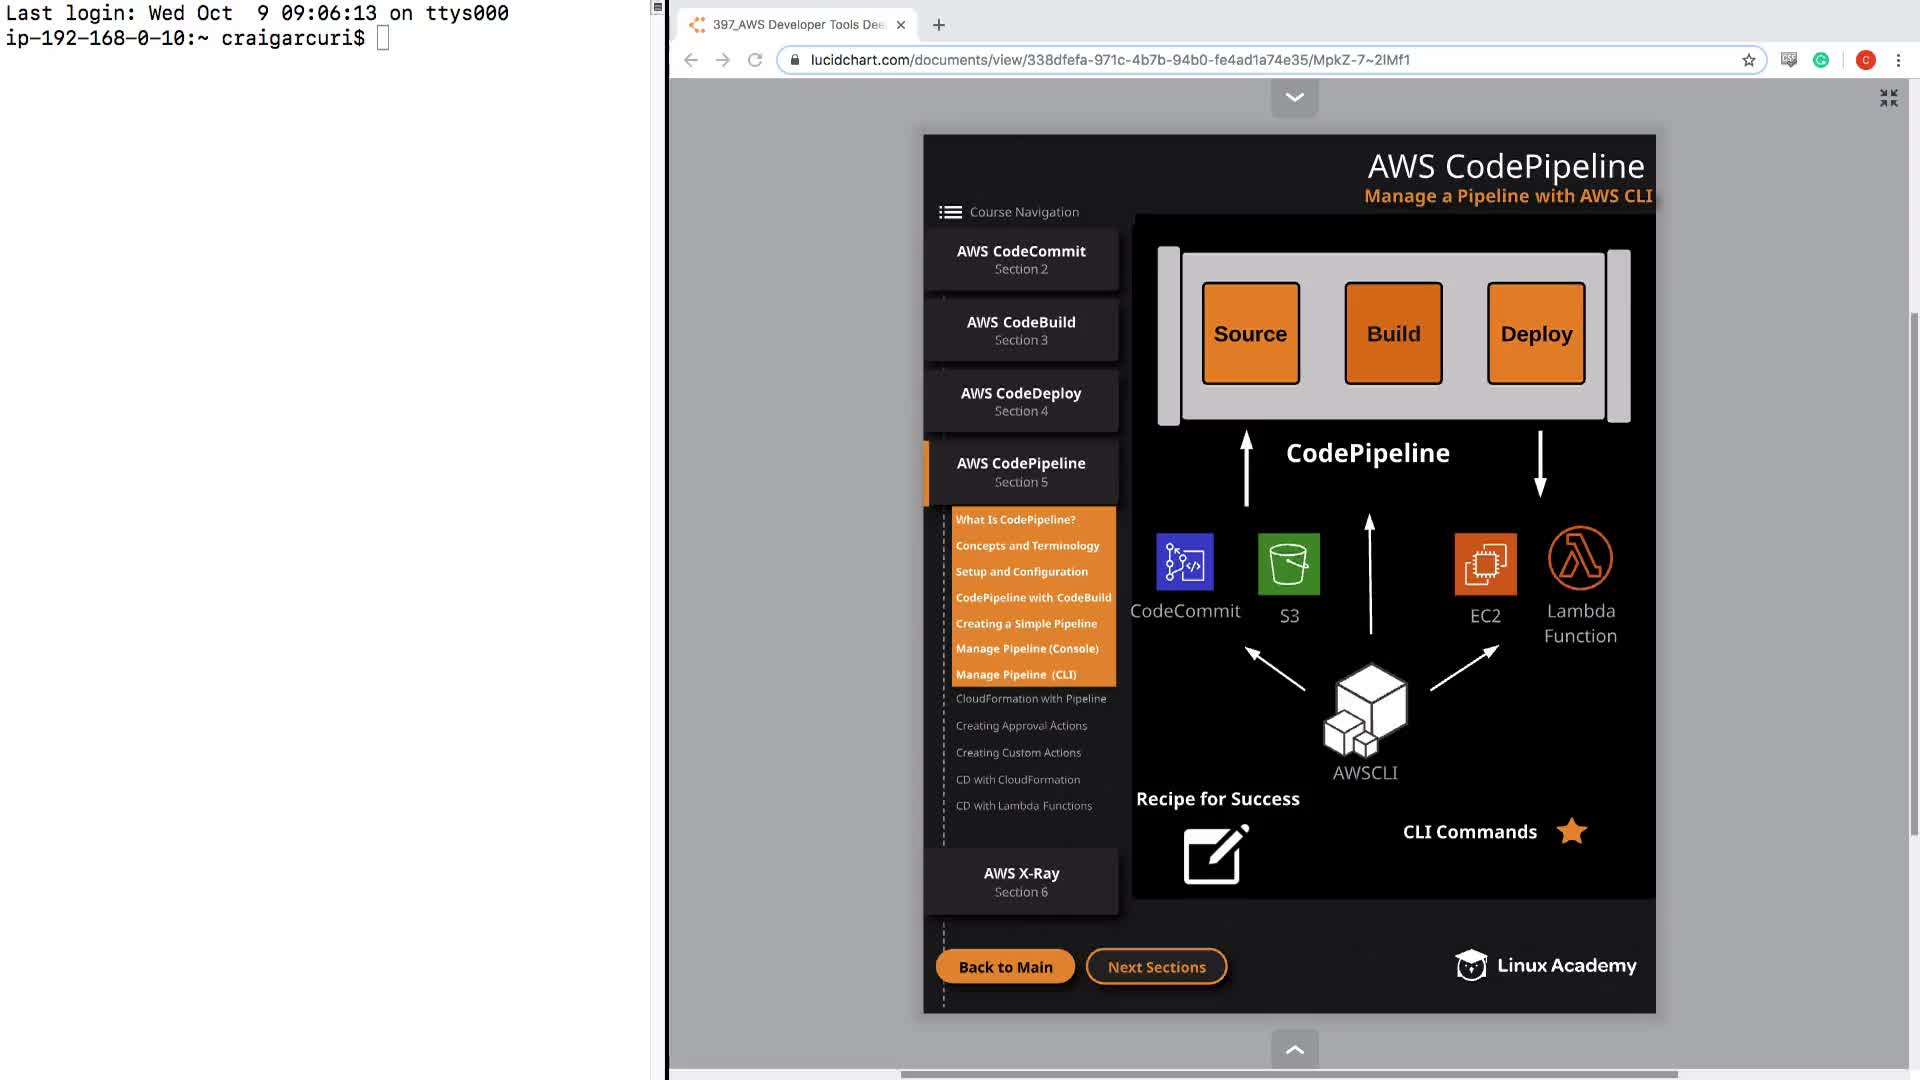 Last login: Wed Oct  9 09:06:13 on ttys000
ip-192-168-0-10:~ craigarcuri$
397_AWS Developer Tools Dee
lucidchart.com/documents/view/338dfefa-971c-4b7b-94b0-fe4ad1a74e35/MpkZ-7~2lMf1
C
AWS CodePipeline
Manage a Pipeline with AWS CLI
Course Navigation
AWS CodeCommit
Section 2
AWS CodeBuild
Section 3
AWS CodeDeploy
Section 4
AWS CodePipeline
Section 5
What Is CodePipeline?
Concepts and Terminology
Setup and Configuration
CodePipeline with CodeBuild
Creating a Simple Pipeline
Manage Pipeline (Console)
Manage Pipeline (CLI)
CloudFormation with Pipeline
Creating Approval Actions
Creating Custom Actions
CD with CloudFormation
CD with Lambda Functions
AWS X-Ray
Section 6
Back to Main
Next Sections
Source
Build
Deploy
CodePipeline
CodeCommit
S3
EC2
Lambda
Function
AWSCLI
Recipe for Success
CLI Commands
Linux Academy